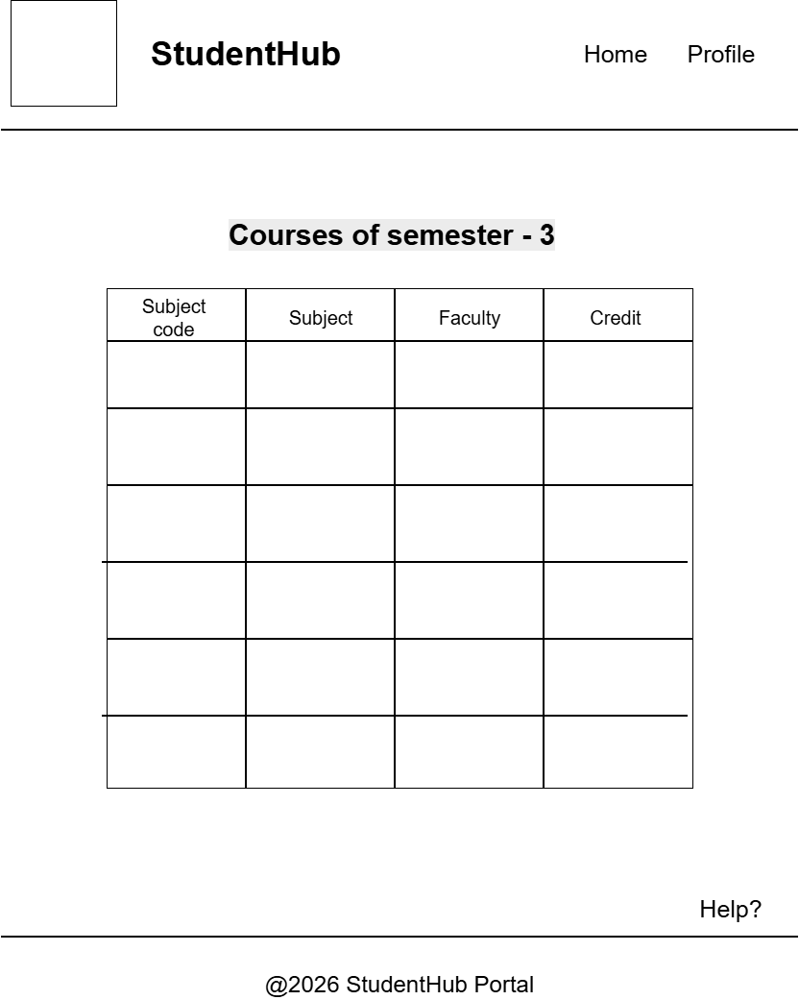 StudentHub
Home Profile
Courses of semester - 3
Subject
code
Subject
Faculty
Credit
Help?
@2026 StudentHub Portal